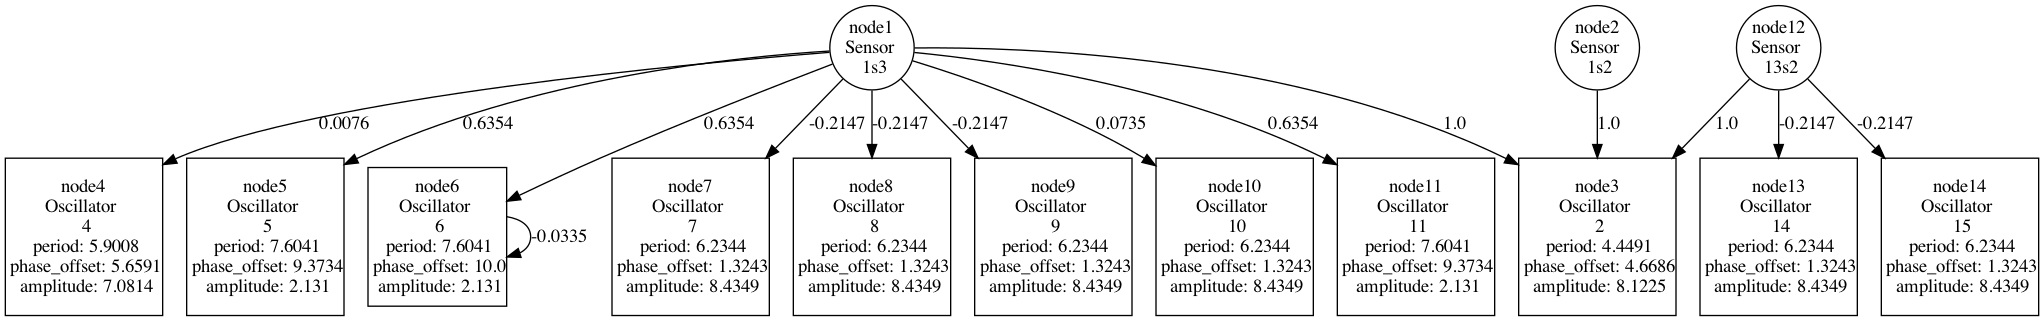 node1
Sensor
1s3
node2
Sensor
1s2
node12
Sensor
13s2
0.0076
0.6354
0.6354
-0.2147
-0.2147
-0.2147
0.0735
0.6354
1.0
1.0
1.0
-0.2147
-0.2147
node4
Oscillator
4
period: 5.9008
phase_offset: 5.6591
amplitude: 7.0814
node5
Oscillator
5
period: 7.6041
phase_offset: 9.3734
amplitude: 2.131
node6
Oscillator
6
period: 7.6041
phase_offset: 10.0
amplitude: 2.131
-0.0335
node7
Oscillator
7
period: 6.2344
phase_offset: 1.3243
amplitude: 8.4349
node8
Oscillator
8
period: 6.2344
phase_offset: 1.3243
amplitude: 8.4349
node9
Oscillator
9
period: 6.2344
phase_offset: 1.3243
amplitude: 8.4349
node10
Oscillator
10
period: 6.2344
phase_offset: 1.3243
amplitude: 8.4349
node11
Oscillator
11
period: 7.6041
phase_offset: 9.3734
amplitude: 2.131
node3
Oscillator
2
period: 4.4491
phase_offset: 4.6686
amplitude: 8.1225
node13
Oscillator
14
period: 6.2344
phase_offset: 1.3243
amplitude: 8.4349
node14
Oscillator
15
period: 6.2344
phase_offset: 1.3243
amplitude: 8.4349